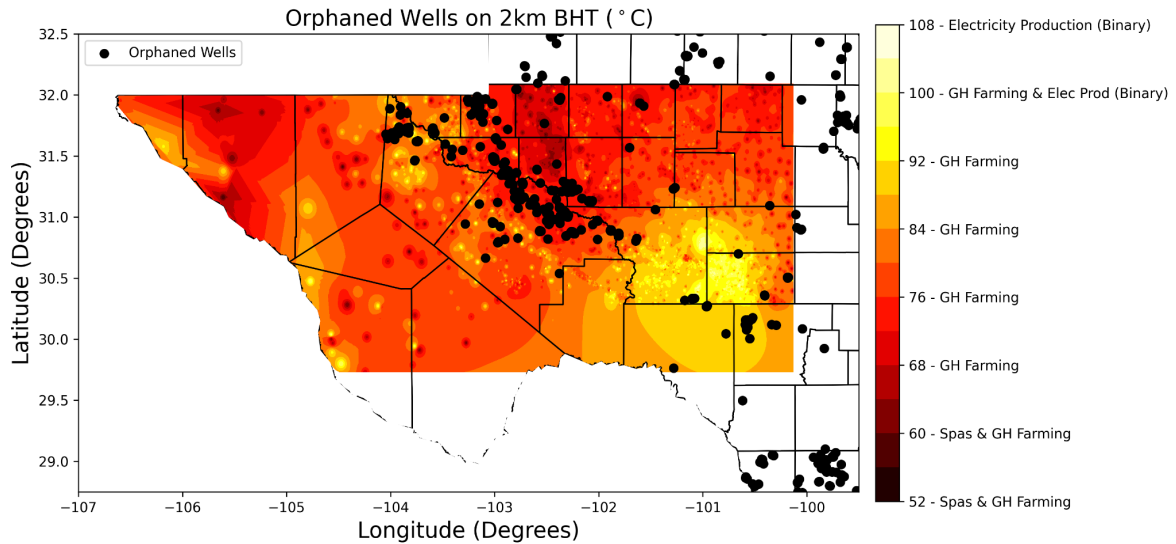 Orphaned Wells on 2km BHT (°C)
Orphaned Wells
32.5
32.0
31.5
31.0
30.5
30.0
29.5
29.0
Latitude (Degrees)
−107
−106
−105
−104
−103
−102
−101
−100
Longitude (Degrees)
108 - Electricity Production (Binary)
100 - GH Farming & Elec Prod (Binary)
92 - GH Farming
84 - GH Farming
76 - GH Farming
68 - GH Farming
60 - Spas & GH Farming
52 - Spas & GH Farming